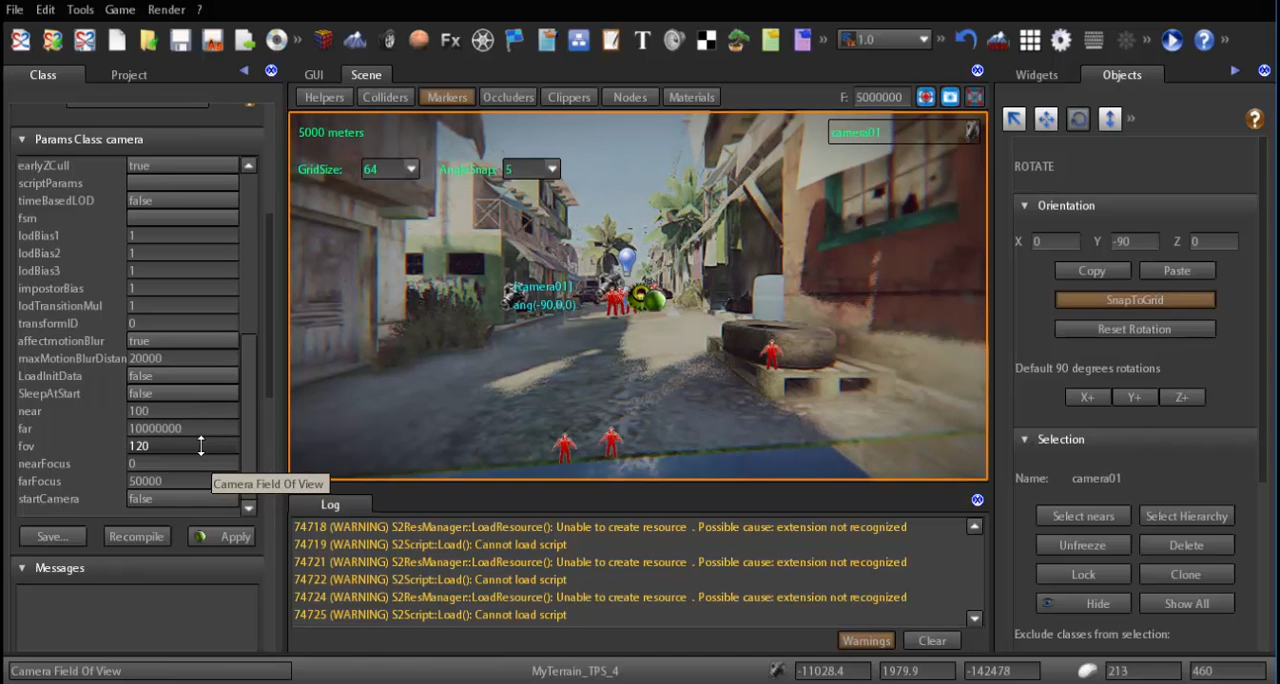 File Edit Tools Game Render ?
Fx T 1.0
Class Project GUI Scene Widgets Objects
Helpers Colliders Markers Occluders Clippers Nodes Materials F: 5000000
Params Class: camera
earlyZCull true
scriptParams
timeBasedLOD false
fsm
lodBias1 1
lodBias2 1
lodBias3 1
impostorBias 1
lodTransitionMul 1
transformID 0
affectmotionBlur true
maxMotionBlurDistan 20000
LoadInitData false
SleepAtStart false
near 100
far 10000000
fov 120
nearFocus 0
farFocus 50000
startCamera false
Camera Field Of View
Save... Recompile Apply
Messages
5000 meters camera01
GridSize: 64 AngleSnap: 5
[camera01]
ang(-90,0,0)
Log
74718 (WARNING) S2ResManager::LoadResource(): Unable to create resource . Possible cause: extension not recognized
74719 (WARNING) S2Script::Load(): Cannot load script
74721 (WARNING) S2ResManager::LoadResource(): Unable to create resource . Possible cause: extension not recognized
74722 (WARNING) S2Script::Load(): Cannot load script
74724 (WARNING) S2ResManager::LoadResource(): Unable to create resource . Possible cause: extension not recognized
74725 (WARNING) S2Script::Load(): Cannot load script
Warnings Clear
ROTATE
Orientation
X 0 Y -90 Z 0
Copy Paste
SnapToGrid
Reset Rotation
Default 90 degrees rotations
X+ Y+ Z+
Selection
Name: camera01
Select nears Select Hierarchy
Unfreeze Delete
Lock Clone
Hide Show All
Exclude classes from selection:
Camera Field Of View MyTerrain_TPS_4 -11028.4 1979.9 -142478 213 460